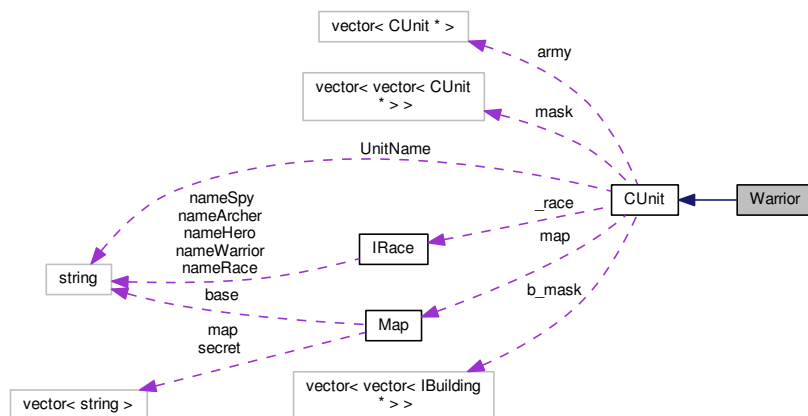 vector< CUnit * >
army
vector< vector< CUnit
* > >
mask
UnitName
nameSpy
nameArcher
nameHero
nameWarrior
nameRace
_race
CUnit
Warrior
IRace
map
string
base
b_mask
Map
map
secret
vector< string >
vector< vector< IBuilding
* > >